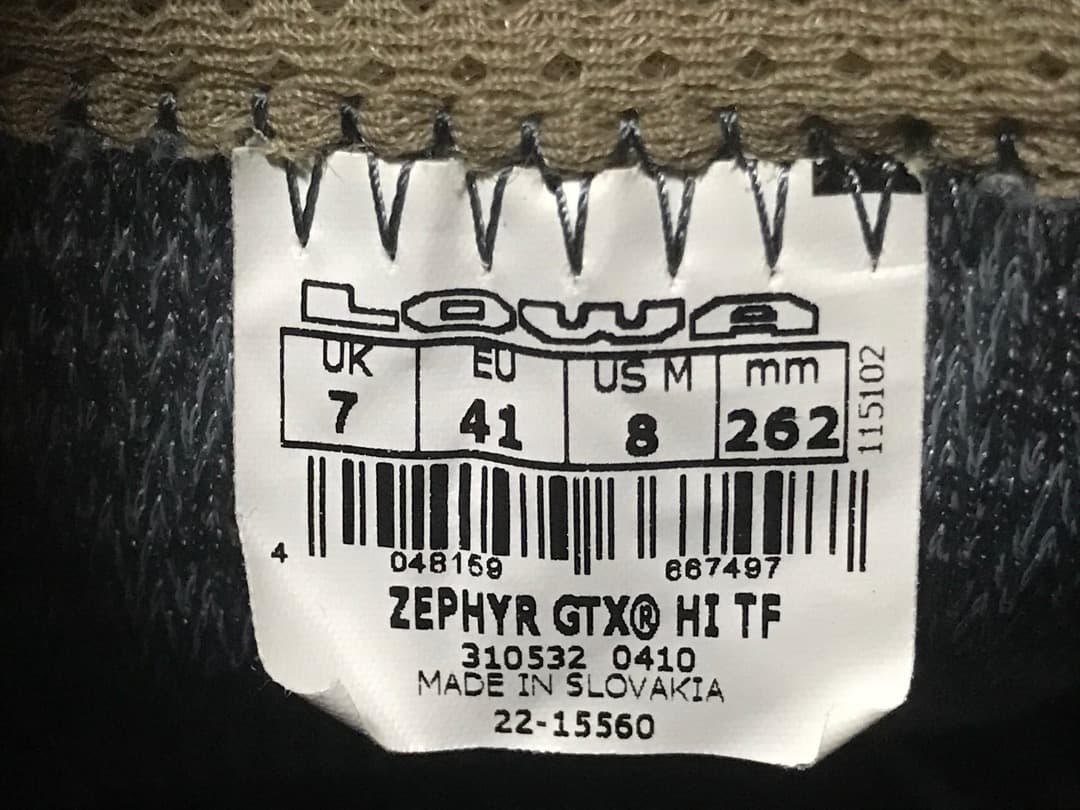 LOWA
UK EU US M mm
7 41 8 262
115102
4 048159 667497
ZEPHYR GTX® HI TF
310532 0410
MADE IN SLOVAKIA
22-15560